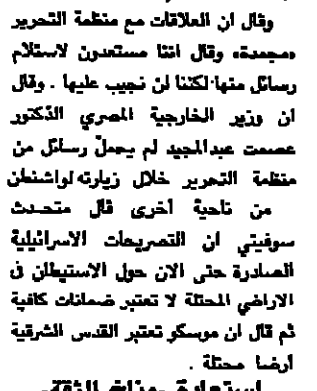 وقال ان العلاقات مع منظمة التحرير
«مجمدة» وقال اننا مستعدون لاستلام
رسائل منها لكننا لن نجيب عليها . وقال
ان وزير الخارجية المصري الدكتور
عصمت عبدالمجيد لم يحمل رسائل من
منظمة التحرير خلال زيارته لواشنطن
من ناحية أخرى قال متحدث
سوفيتي ان التصريحات الاسرائيلية
الصادرة حتى الان حول الاستيطان في
الاراضي المحتلة لا تعتبر ضمانات كافية
ثم قال ان موسكو تعتبر القدس الشرقية
أرضا محتلة .